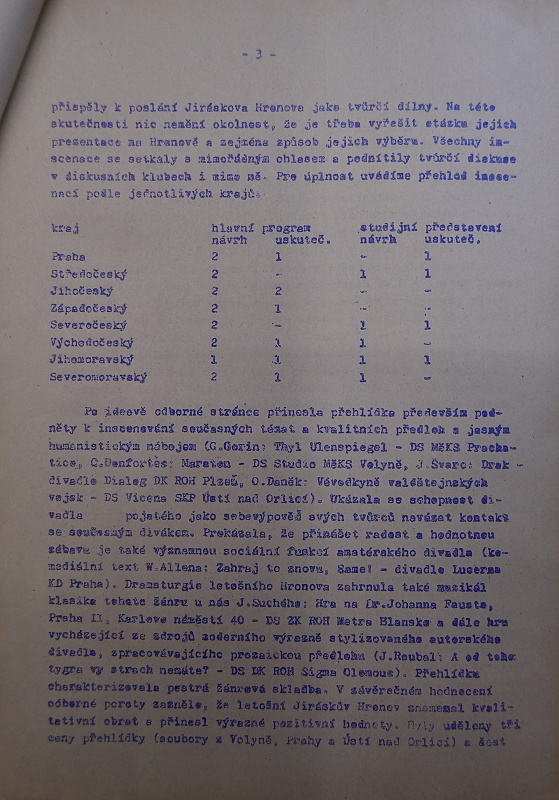 - 3 -
přispěly k poslání Jiráskova Hronova jako tvůrčí dílny. Na této
skutečnosti nic nemění okolnost, že je třeba vyřešit otázku jejich
prezentace na Hronově a zejména způsob jejich výběru. Všechny in-
scenace se setkaly s mimořádným ohlasem a podnítily tvůrčí diskuse
v diskusních klubech i mimo ně. Pro úplnost uvádíme přehled insce-
nací podle jednotlivých krajů:
kraj hlavní program studijní představení
návrh uskuteč. návrh uskuteč.
Praha 2 1 - 1
Středočeský 2 - 1 1
Jihočeský 2 2 - -
Západočeský 2 1 - -
Severočeský 2 - 1 1
Východočeský 2 1 1 -
Jihomoravský 1 1 1 1
Severomoravský 2 1 1 -
Po ideově odborné stránce přinesla přehlídka především pod-
něty k inscenování současných témat a kvalitních předloh s jasným
humanistickým nábojem (G.Gorin: Thyl Ulenspiegel - DS MěKS Pracha-
tice, C.Confortès: Maraton - DS Studio MěKS Volyně, J.Švarc: Drak -
divadlo Dialog DK ROH Plzeň, O.Daněk: Vévodkyně valdštejnských
vojsk - DS Vicena SKP Ústí nad Orlicí). Ukázala se schopnost di-
vadla pojatého jako sebevýpověď svých tvůrců navázat kontakt
se současným divákem. Prokázala, že přinášet radost a hodnotnou
zábavu je také významnou sociální funkcí amatérského divadla (ko-
mediální text W.Allena: Zahraj to znovu, Same! - divadlo Lucerna
KD Praha). Dramaturgie letošního Hronova zahrnula také muzikál
klasika tohoto žánru u nás J.Suchého: Hra na Dr.Johanna Fausta,
Praha II, Karlovo náměstí 40 - DS ZK ROH Metra Blansko a dále hru
vycházející ze zdrojů moderního výrazně stylizovaného autorského
divadla, zpracovávajícího prozaickou předlohu (J.Roubal: A od toho
tygra vy strach nemáte? - DS DK ROH Sigma Olomouc). Přehlídku
charakterizovala pestrá žánrová skladba. V závěrečném hodnocení
odborné poroty zaznělo, že letošní Jiráskův Hronov znamenal kvali-
tativní obrat a přinesl výrazné pozitivní hodnoty. Byly uděleny tři
ceny přehlídky (soubory z Volyně, Prahy a Ústí nad Orlicí) a šest